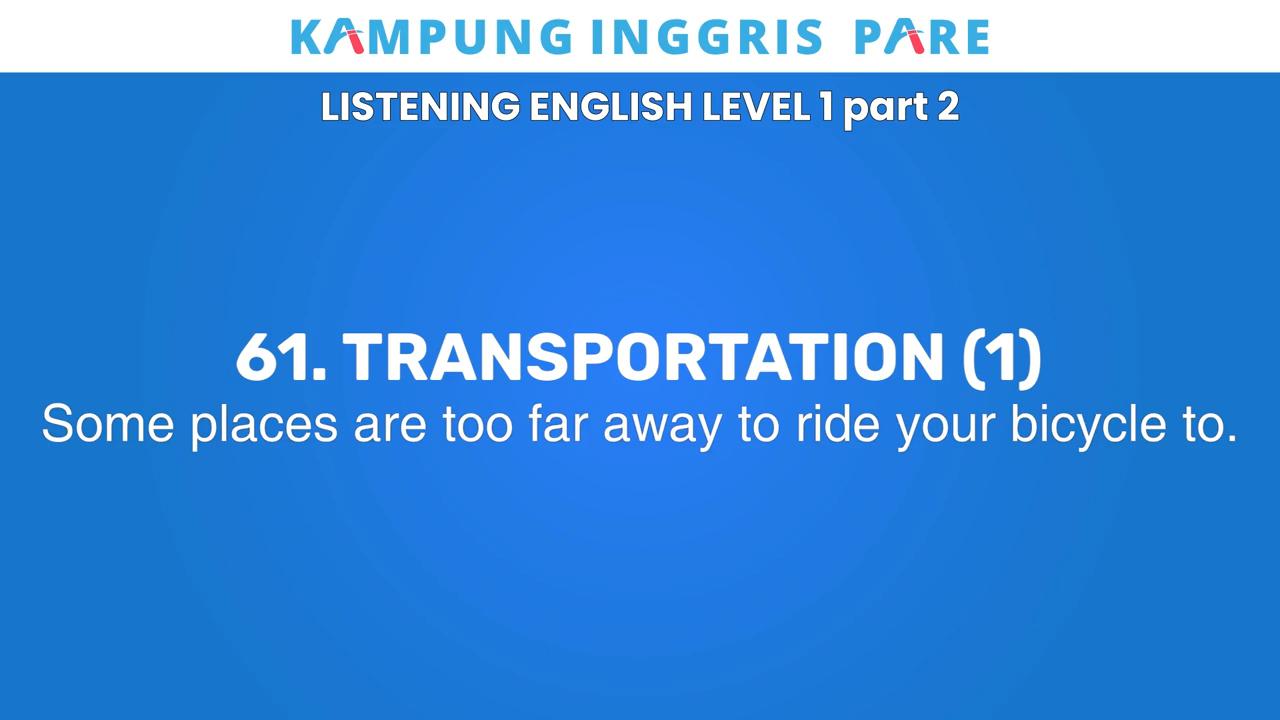 KAMPUNG INGGRIS PARE
LISTENING ENGLISH LEVEL 1 part 2
61. TRANSPORTATION (1)
Some places are too far away to ride your bicycle to.